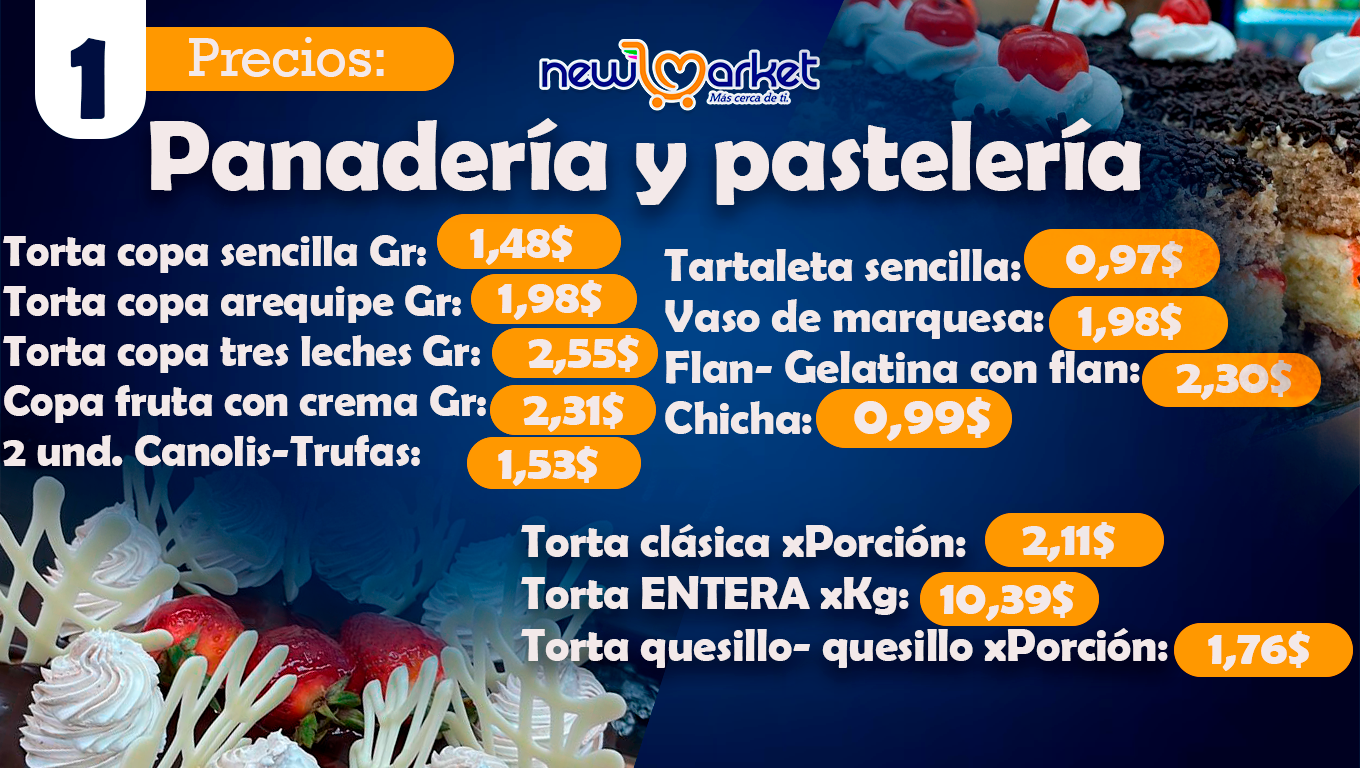 1
Precios:
newmarket
Más cerca de ti.
Panadería y pastelería
Torta copa sencilla Gr: 1,48$
Torta copa arequipe Gr: 1,98$
Torta copa tres leches Gr: 2,55$
Copa fruta con crema Gr: 2,31$
2 und. Canolis-Trufas: 1,53$
Tartaleta sencilla: 0,97$
Vaso de marquesa: 1,98$
Flan- Gelatina con flan: 2,30$
Chicha: 0,99$
Torta clásica xPorción: 2,11$
Torta ENTERA xKg: 10,39$
Torta quesillo- quesillo xPorción: 1,76$